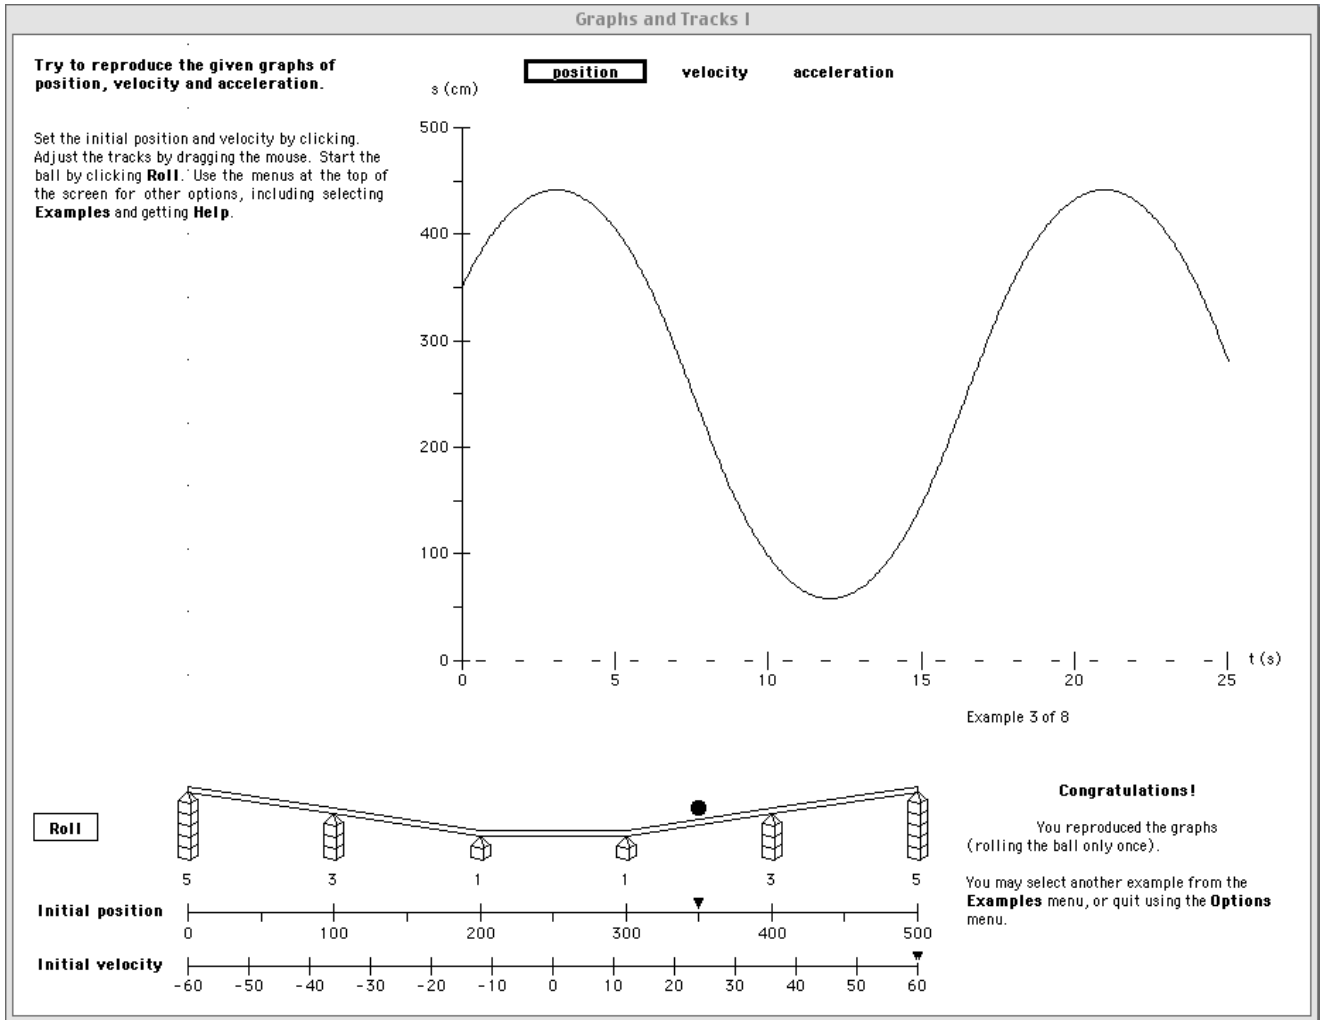 Graphs and Tracks I
Try to reproduce the given graphs of
position, velocity and acceleration.
Set the initial position and velocity by clicking.
Adjust the tracks by dragging the mouse. Start the
ball by clicking Roll. Use the menus at the top of
the screen for other options, including selecting
Examples and getting Help.
position velocity acceleration
s (cm)
500
400
300
200
100
0
t (s)
0 5 10 15 20 25
Example 3 of 8
Roll
5 3 1 1 3 5
Initial position
0 100 200 300 400 500
Initial velocity
-60 -50 -40 -30 -20 -10 0 10 20 30 40 50 60
Congratulations!
You reproduced the graphs
(rolling the ball only once).
You may select another example from the
Examples menu, or quit using the Options
menu.